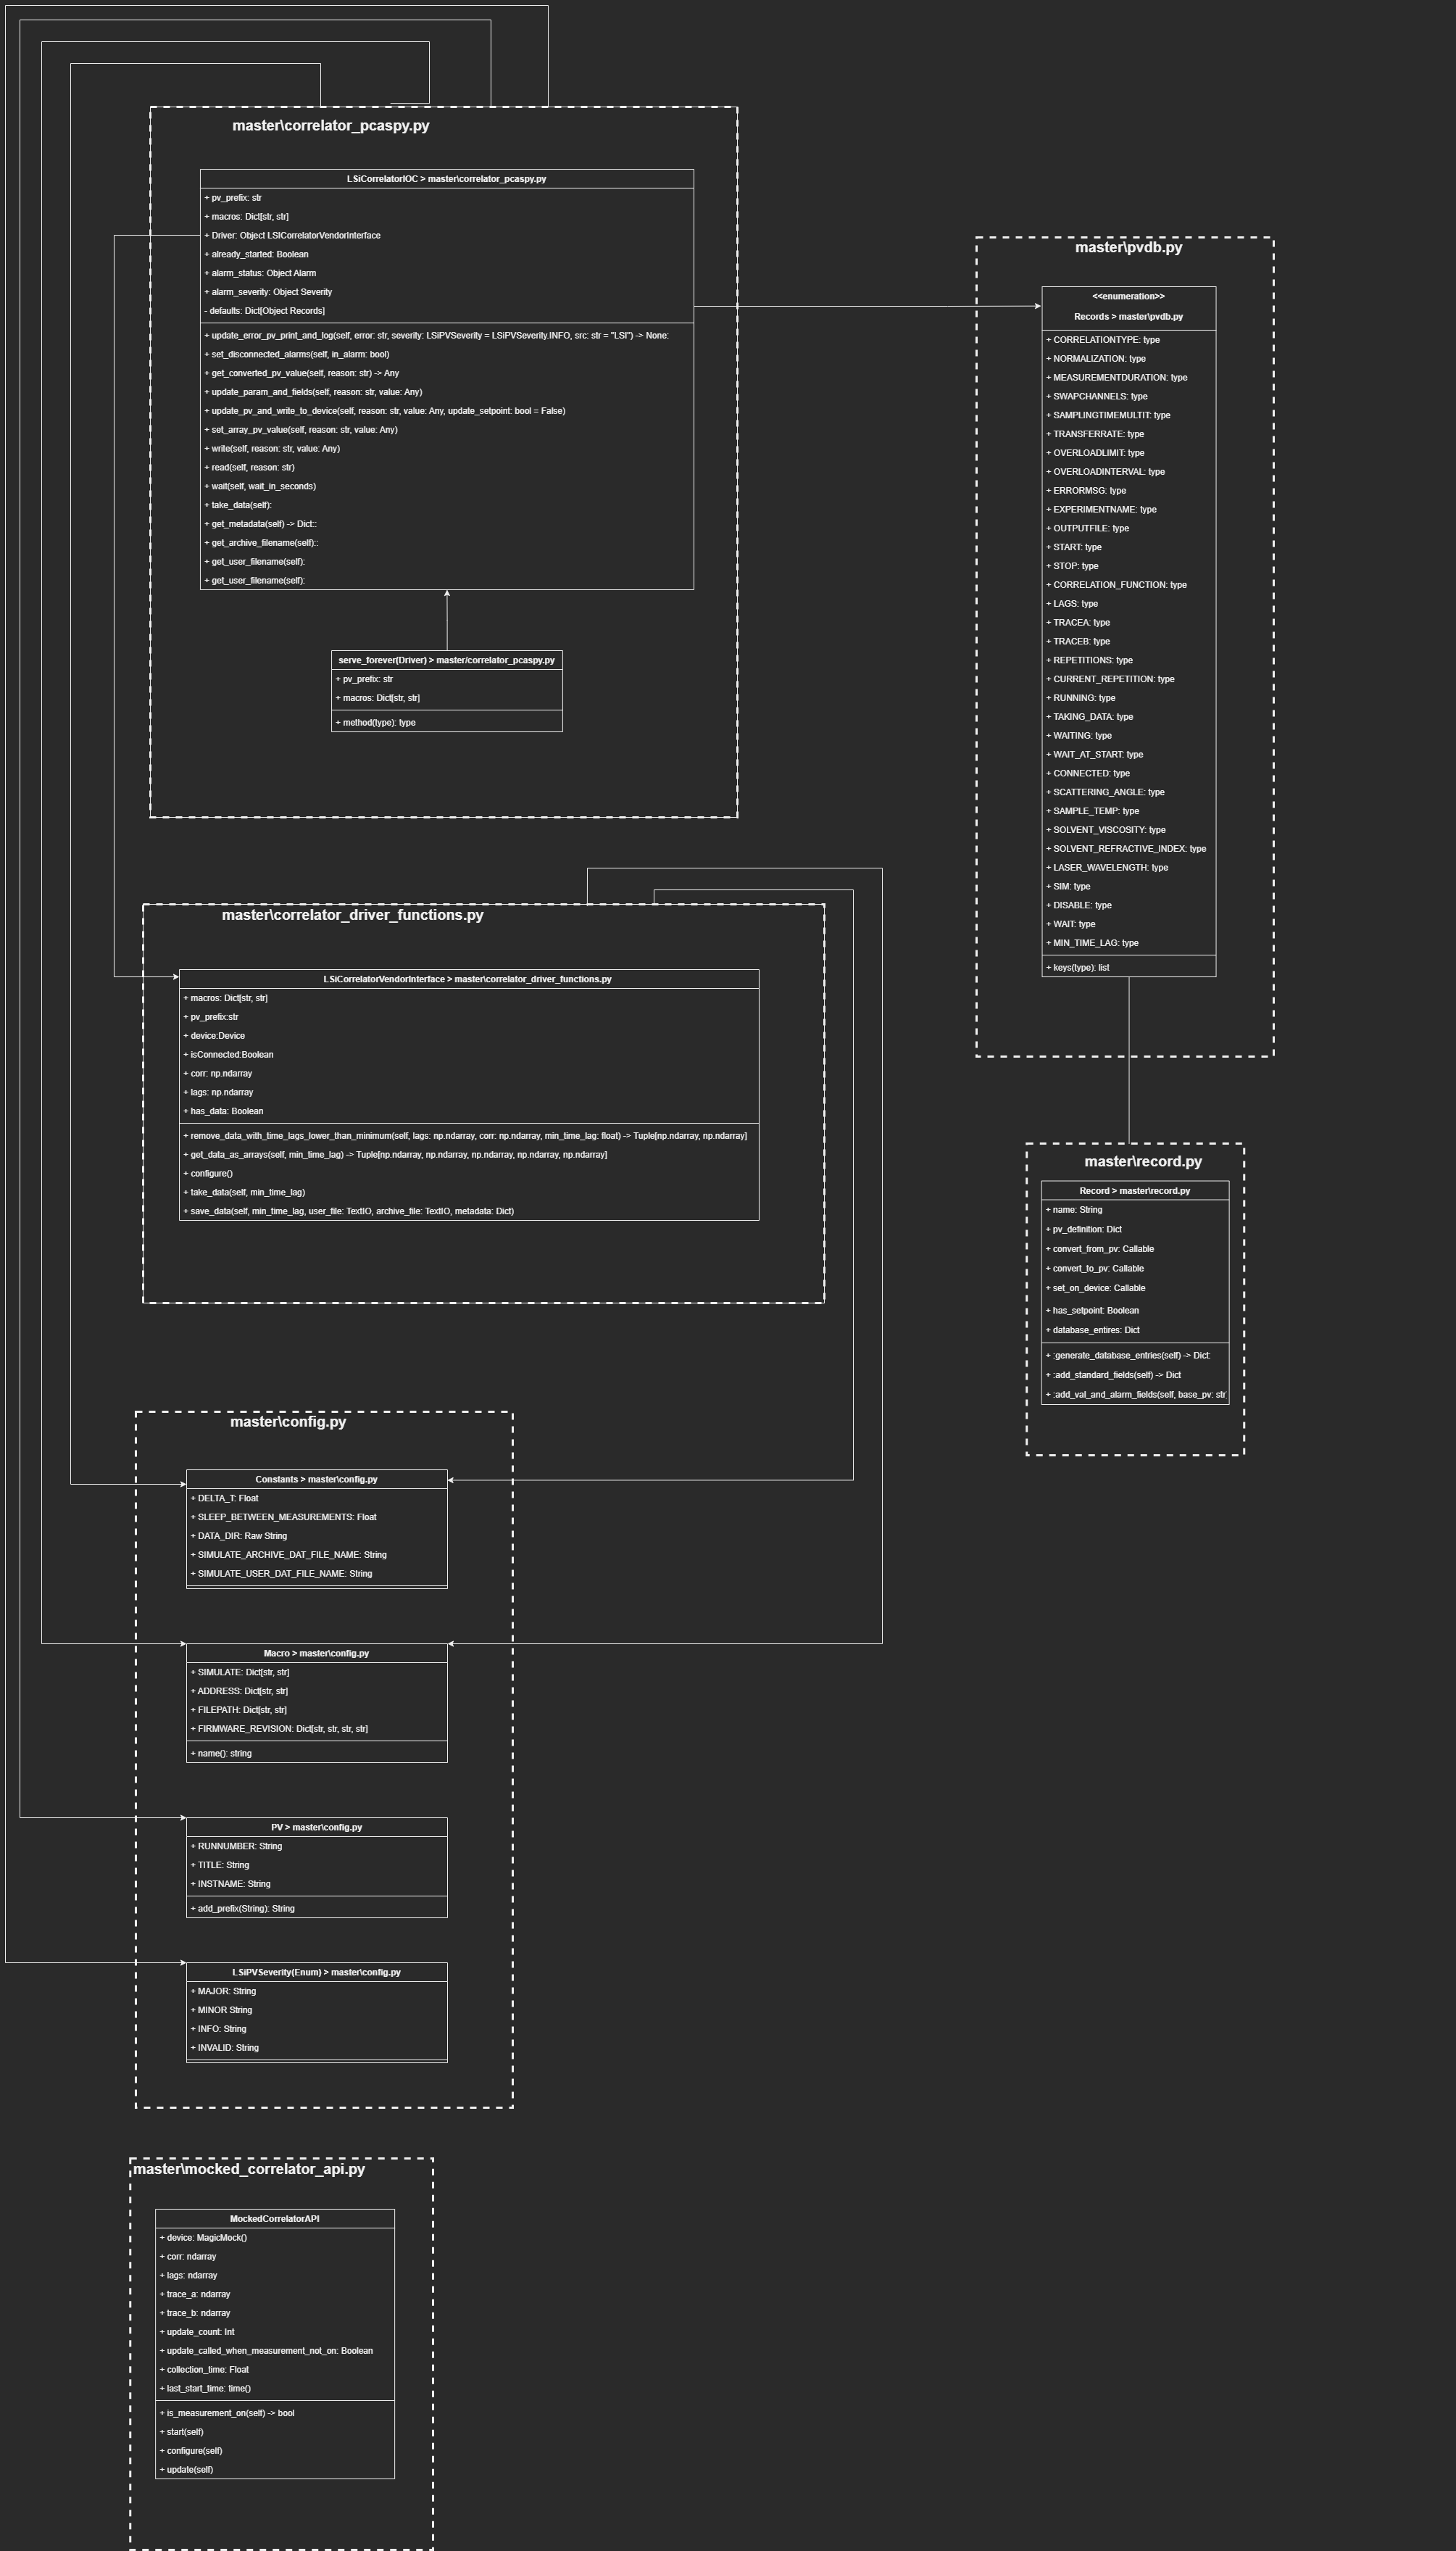 master\correlator_pcaspy.py
LSiCorrelatorIOC > master\correlator_pcaspy.py
+ pv_prefix: str
+ macros: Dict[str, str]
+ Driver: Object LSICorrelatorVendorInterface
+ already_started: Boolean
+ alarm_status: Object Alarm
+ alarm_severity: Object Severity
- defaults: Dict[Object Records]
+ update_error_pv_print_and_log(self, error: str, severity: LSiPVSeverity = LSiPVSeverity.INFO, src: str = "LSI") -> None:
+ set_disconnected_alarms(self, in_alarm: bool)
+ get_converted_pv_value(self, reason: str) -> Any
+ update_param_and_fields(self, reason: str, value: Any)
+ update_pv_and_write_to_device(self, reason: str, value: Any, update_setpoint: bool = False)
+ set_array_pv_value(self, reason: str, value: Any)
+ write(self, reason: str, value: Any)
+ read(self, reason: str)
+ wait(self, wait_in_seconds)
+ take_data(self):
+ get_metadata(self) -> Dict::
+ get_archive_filename(self)::
+ get_user_filename(self):
+ get_user_filename(self):
serve_forever(Driver) > master/correlator_pcaspy.py
+ pv_prefix: str
+ macros: Dict[str, str]
+ method(type): type
master\pvdb.py
<<enumeration>>
Records > master\pvdb.py
+ CORRELATIONTYPE: type
+ NORMALIZATION: type
+ MEASUREMENTDURATION: type
+ SWAPCHANNELS: type
+ SAMPLINGTIMEMULTIT: type
+ TRANSFERRATE: type
+ OVERLOADLIMIT: type
+ OVERLOADINTERVAL: type
+ ERRORMSG: type
+ EXPERIMENTNAME: type
+ OUTPUTFILE: type
+ START: type
+ STOP: type
+ CORRELATION_FUNCTION: type
+ LAGS: type
+ TRACEA: type
+ TRACEB: type
+ REPETITIONS: type
+ CURRENT_REPETITION: type
+ RUNNING: type
+ TAKING_DATA: type
+ WAITING: type
+ WAIT_AT_START: type
+ CONNECTED: type
+ SCATTERING_ANGLE: type
+ SAMPLE_TEMP: type
+ SOLVENT_VISCOSITY: type
+ SOLVENT_REFRACTIVE_INDEX: type
+ LASER_WAVELENGTH: type
+ SIM: type
+ DISABLE: type
+ WAIT: type
+ MIN_TIME_LAG: type
+ keys(type): list
master\correlator_driver_functions.py
LSiCorrelatorVendorInterface > master\correlator_driver_functions.py
+ macros: Dict[str, str]
+ pv_prefix:str
+ device:Device
+ isConnected:Boolean
+ corr: np.ndarray
+ lags: np.ndarray
+ has_data: Boolean
+ remove_data_with_time_lags_lower_than_minimum(self, lags: np.ndarray, corr: np.ndarray, min_time_lag: float) -> Tuple[np.ndarray, np.ndarray]
+ get_data_as_arrays(self, min_time_lag) -> Tuple[np.ndarray, np.ndarray, np.ndarray, np.ndarray, np.ndarray]
+ configure()
+ take_data(self, min_time_lag)
+ save_data(self, min_time_lag, user_file: TextIO, archive_file: TextIO, metadata: Dict)
master\record.py
Record > master\record.py
+ name: String
+ pv_definition: Dict
+ convert_from_pv: Callable
+ convert_to_pv: Callable
+ set_on_device: Callable
+ has_setpoint: Boolean
+ database_entires: Dict
+ :generate_database_entries(self) -> Dict:
+ :add_standard_fields(self) -> Dict
+ :add_val_and_alarm_fields(self, base_pv: str
master\config.py
Constants > master\config.py
+ DELTA_T: Float
+ SLEEP_BETWEEN_MEASUREMENTS: Float
+ DATA_DIR: Raw String
+ SIMULATE_ARCHIVE_DAT_FILE_NAME: String
+ SIMULATE_USER_DAT_FILE_NAME: String
Macro > master\config.py
+ SIMULATE: Dict[str, str]
+ ADDRESS: Dict[str, str]
+ FILEPATH: Dict[str, str]
+ FIRMWARE_REVISION: Dict[str, str, str, str]
+ name(): string
PV > master\config.py
+ RUNNUMBER: String
+ TITLE: String
+ INSTNAME: String
+ add_prefix(String): String
LSiPVSeverity(Enum) > master\config.py
+ MAJOR: String
+ MINOR String
+ INFO: String
+ INVALID: String
master\mocked_correlator_api.py
MockedCorrelatorAPI
+ device: MagicMock()
+ corr: ndarray
+ lags: ndarray
+ trace_a: ndarray
+ trace_b: ndarray
+ update_count: Int
+ update_called_when_measurement_not_on: Boolean
+ collection_time: Float
+ last_start_time: time()
+ is_measurement_on(self) -> bool
+ start(self)
+ configure(self)
+ update(self)